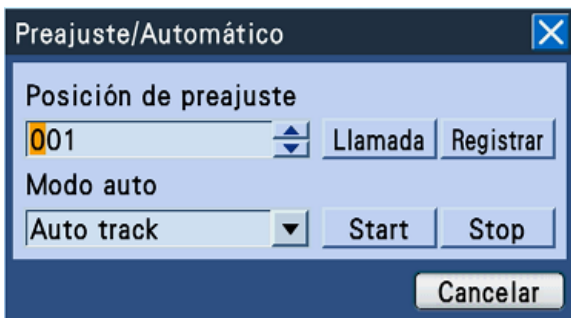 Preajuste/Automático
Posición de preajuste
001 Llamada Registrar
Modo auto
Auto track Start Stop
Cancelar